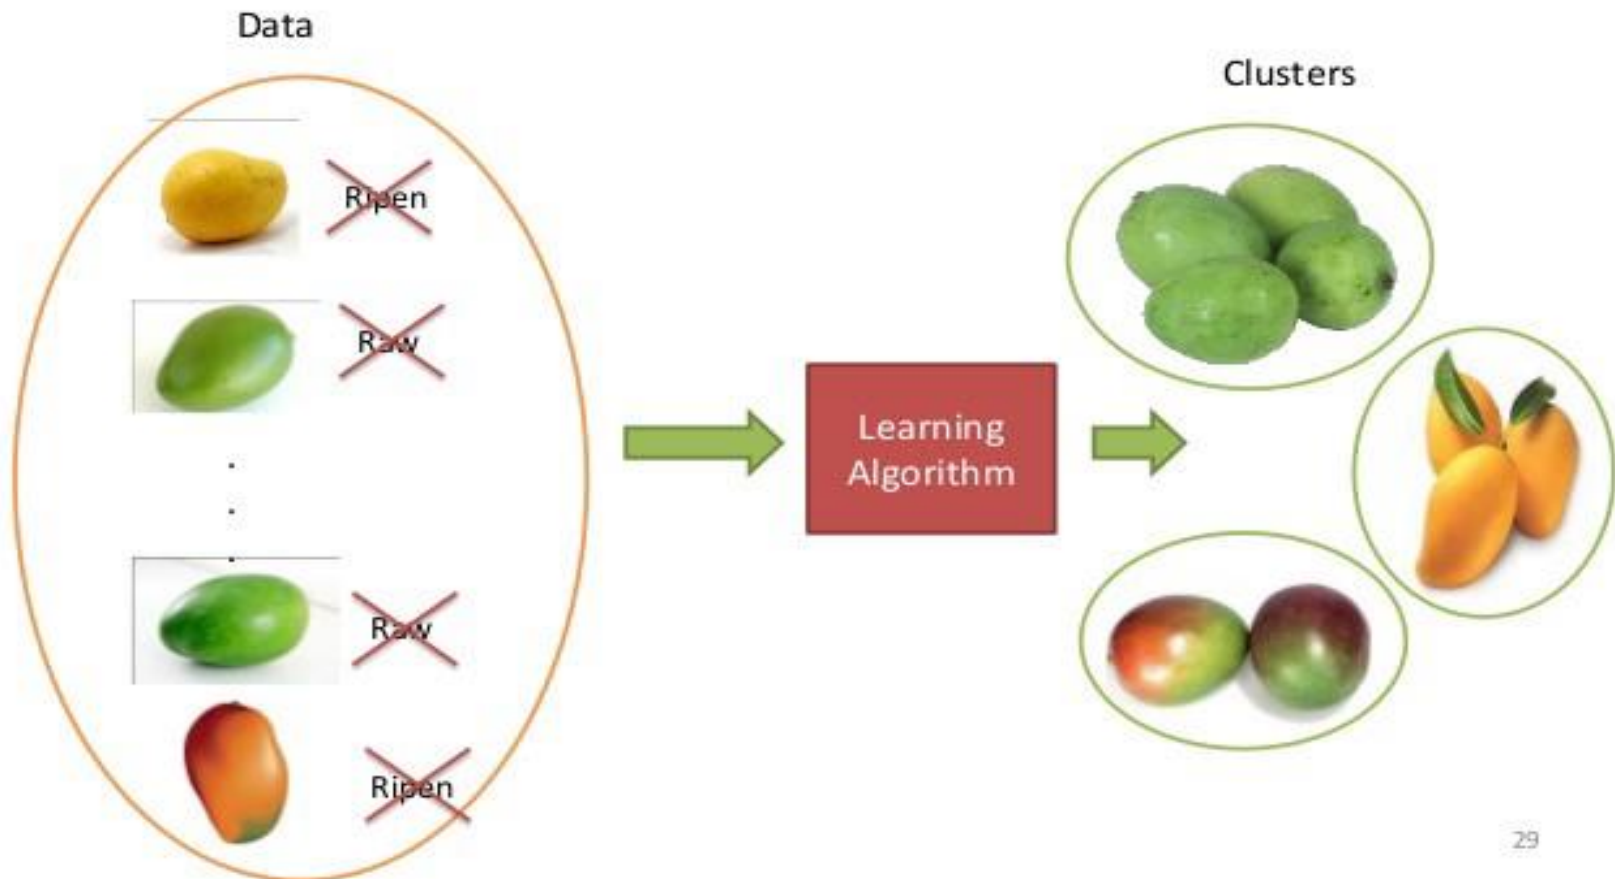 Data
Clusters
Ripen
Raw
Learning
Algorithm
Raw
Ripen
29